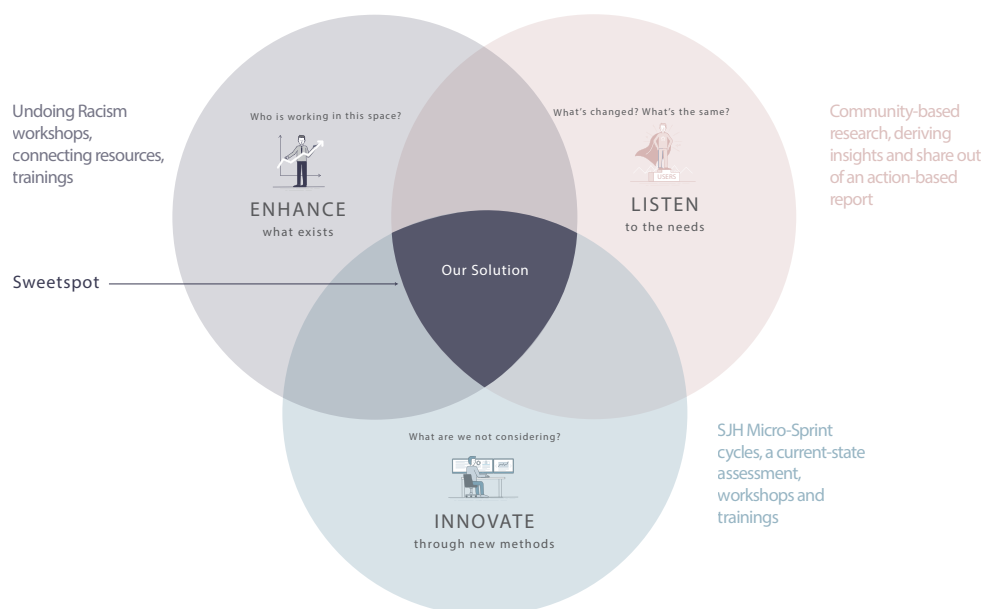 Undoing Racism
workshops,
connecting resources,
trainings
Who is working in this space?
ENHANCE
what exists
What's changed? What's the same?
USERS
LISTEN
to the needs
Community-based
research, deriving
insights and share out
of an action-based
report
Sweetspot
Our Solution
What are we not considering?
INNOVATE
through new methods
SJH Micro-Sprint
cycles, a current-state
assessment,
workshops and
trainings